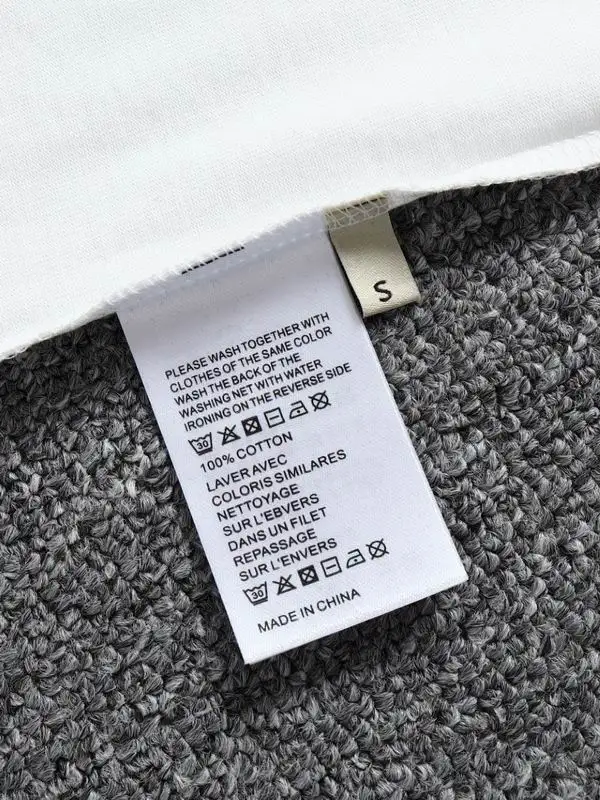 S
PLEASE WASH TOGETHER WITH
CLOTHES OF THE SAME COLOR
WASH THE BACK OF THE
WASHING NET WITH WATER
IRONING ON THE REVERSE SIDE
30
100% COTTON
LAVER AVEC
COLORIS SIMILARES
NETTOYAGE
SUR L'EBVERS
DANS UN FILET
REPASSAGE
SUR L'ENVERS
30
MADE IN CHINA